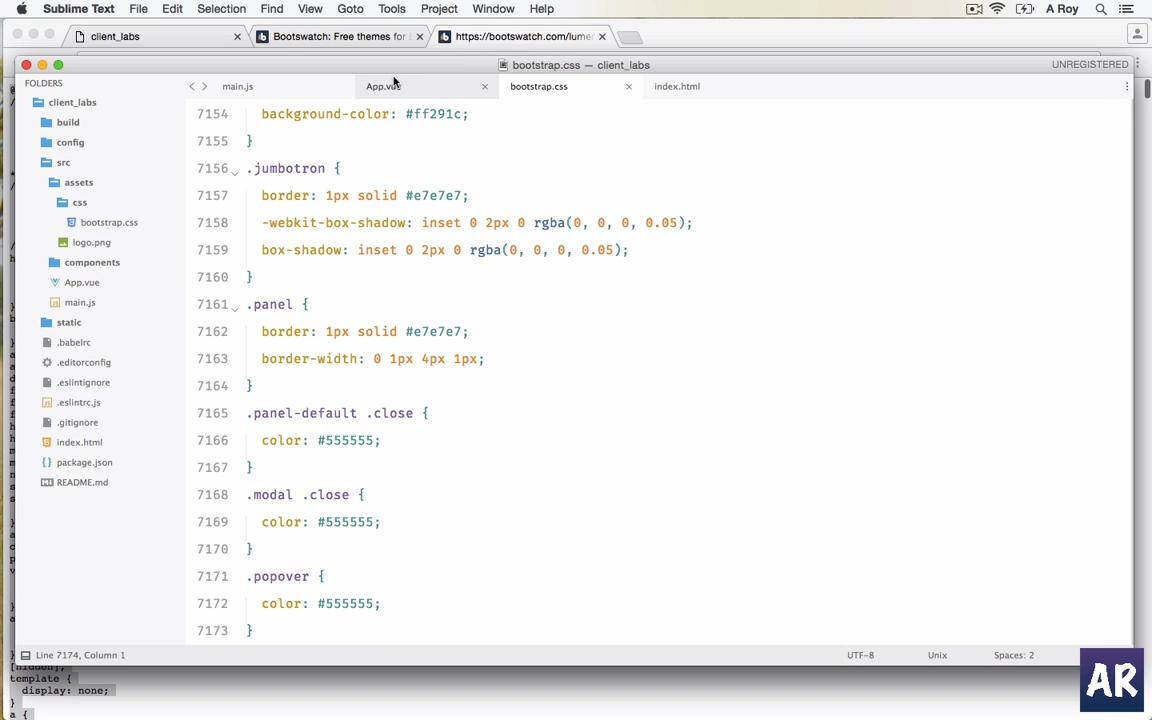 Sublime Text File Edit Selection Find View Goto Tools Project Window Help A Roy
client_labs Bootswatch: Free themes for https://bootswatch.com/lume
bootstrap.css — client_labs UNREGISTERED
FOLDERS
client_labs
build
config
src
assets
css
bootstrap.css
logo.png
components
App.vue
main.js
static
.babelrc
.editorconfig
.eslintignore
.eslintrc.js
.gitignore
index.html
package.json
README.md
main.js App.vue bootstrap.css index.html
7154 background-color: #ff291c;
7155 }
7156 .jumbotron {
7157 border: 1px solid #e7e7e7;
7158 -webkit-box-shadow: inset 0 2px 0 rgba(0, 0, 0, 0.05);
7159 box-shadow: inset 0 2px 0 rgba(0, 0, 0, 0.05);
7160 }
7161 .panel {
7162 border: 1px solid #e7e7e7;
7163 border-width: 0 1px 4px 1px;
7164 }
7165 .panel-default .close {
7166 color: #555555;
7167 }
7168 .modal .close {
7169 color: #555555;
7170 }
7171 .popover {
7172 color: #555555;
7173 }
Line 7174, Column 1 UTF-8 Unix Spaces: 2
[hidden],
template {
display: none;
}
a {
AR